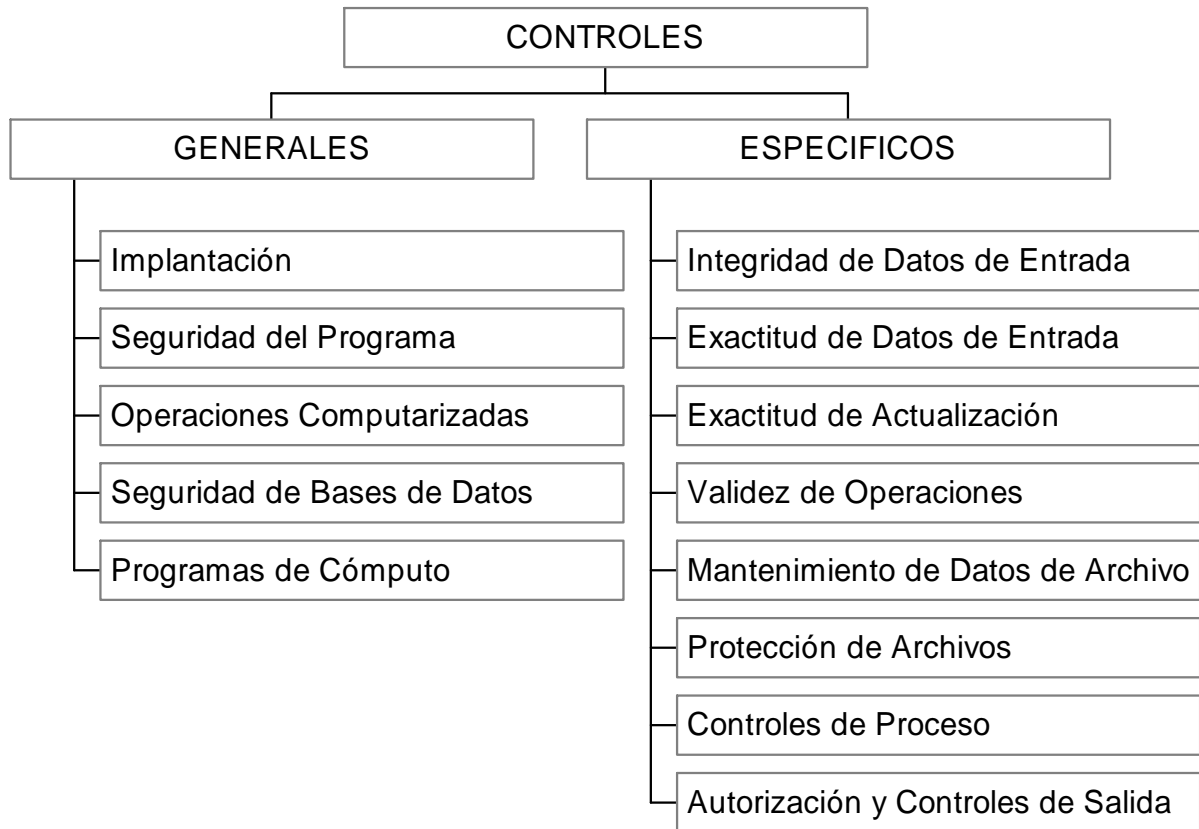 CONTROLES
GENERALES
ESPECIFICOS
Implantación
Seguridad del Programa
Operaciones Computarizadas
Seguridad de Bases de Datos
Programas de Cómputo
Integridad de Datos de Entrada
Exactitud de Datos de Entrada
Exactitud de Actualización
Validez de Operaciones
Mantenimiento de Datos de Archivo
Protección de Archivos
Controles de Proceso
Autorización y Controles de Salida